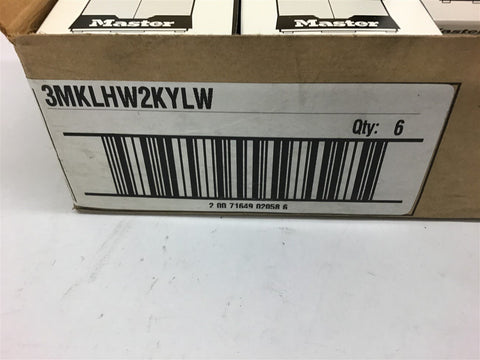 Master
Master
3MKLHW2KYLW
Qty: 6
2 00 71649 02058 6